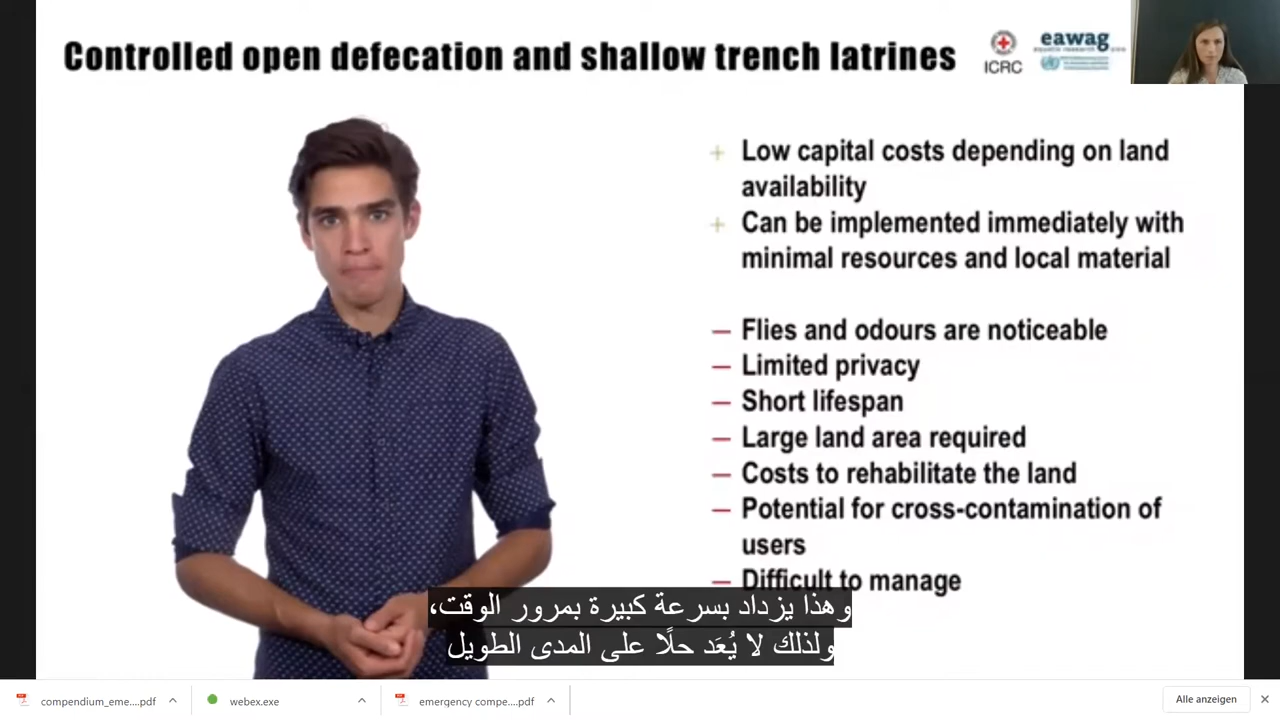 Controlled open defecation and shallow trench latrines
ICRC
eawag
+ Low capital costs depending on land
availability
+ Can be implemented immediately with
minimal resources and local material
— Flies and odours are noticeable
— Limited privacy
— Short lifespan
— Large land area required
— Costs to rehabilitate the land
— Potential for cross-contamination of
users
— Difficult to manage
وهذا يزداد بسرعة كبيرة بمرور الوقت،
ولذلك لا يُعَد حلًا على المدى الطويل
compendium_eme....pdf
webex.exe
emergency compe....pdf
Alle anzeigen